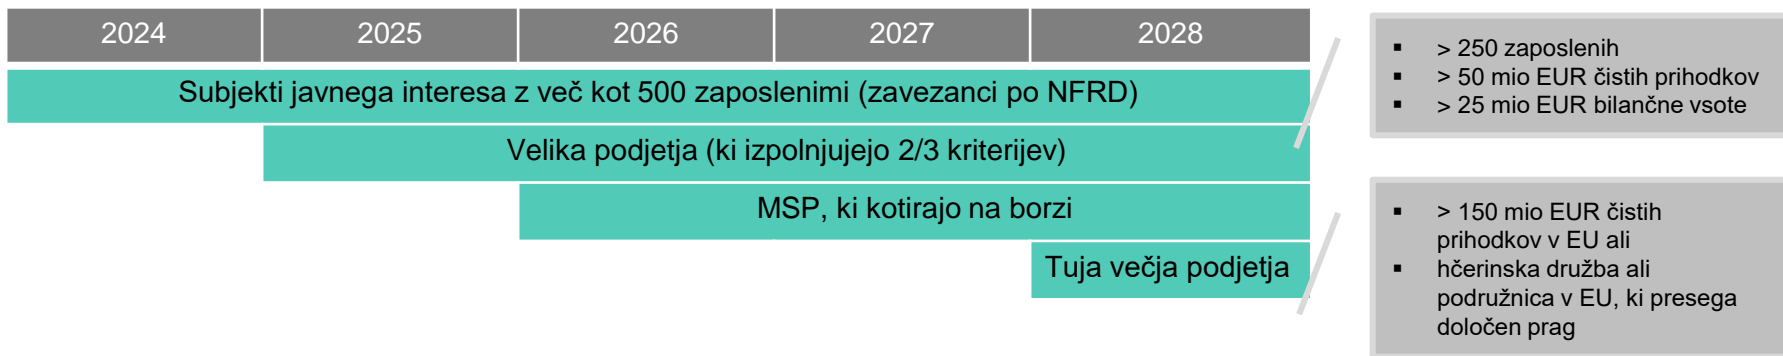 2024 2025 2026 2027 2028
Subjekti javnega interesa z več kot 500 zaposlenimi (zavezanci po NFRD)
Velika podjetja (ki izpolnjujejo 2/3 kriterijev)
MSP, ki kotirajo na borzi
Tuja večja podjetja
▪ > 250 zaposlenih
▪ > 50 mio EUR čistih prihodkov
▪ > 25 mio EUR bilančne vsote
▪ > 150 mio EUR čistih
prihodkov v EU ali
▪ hčerinska družba ali
podružnica v EU, ki presega
določen prag